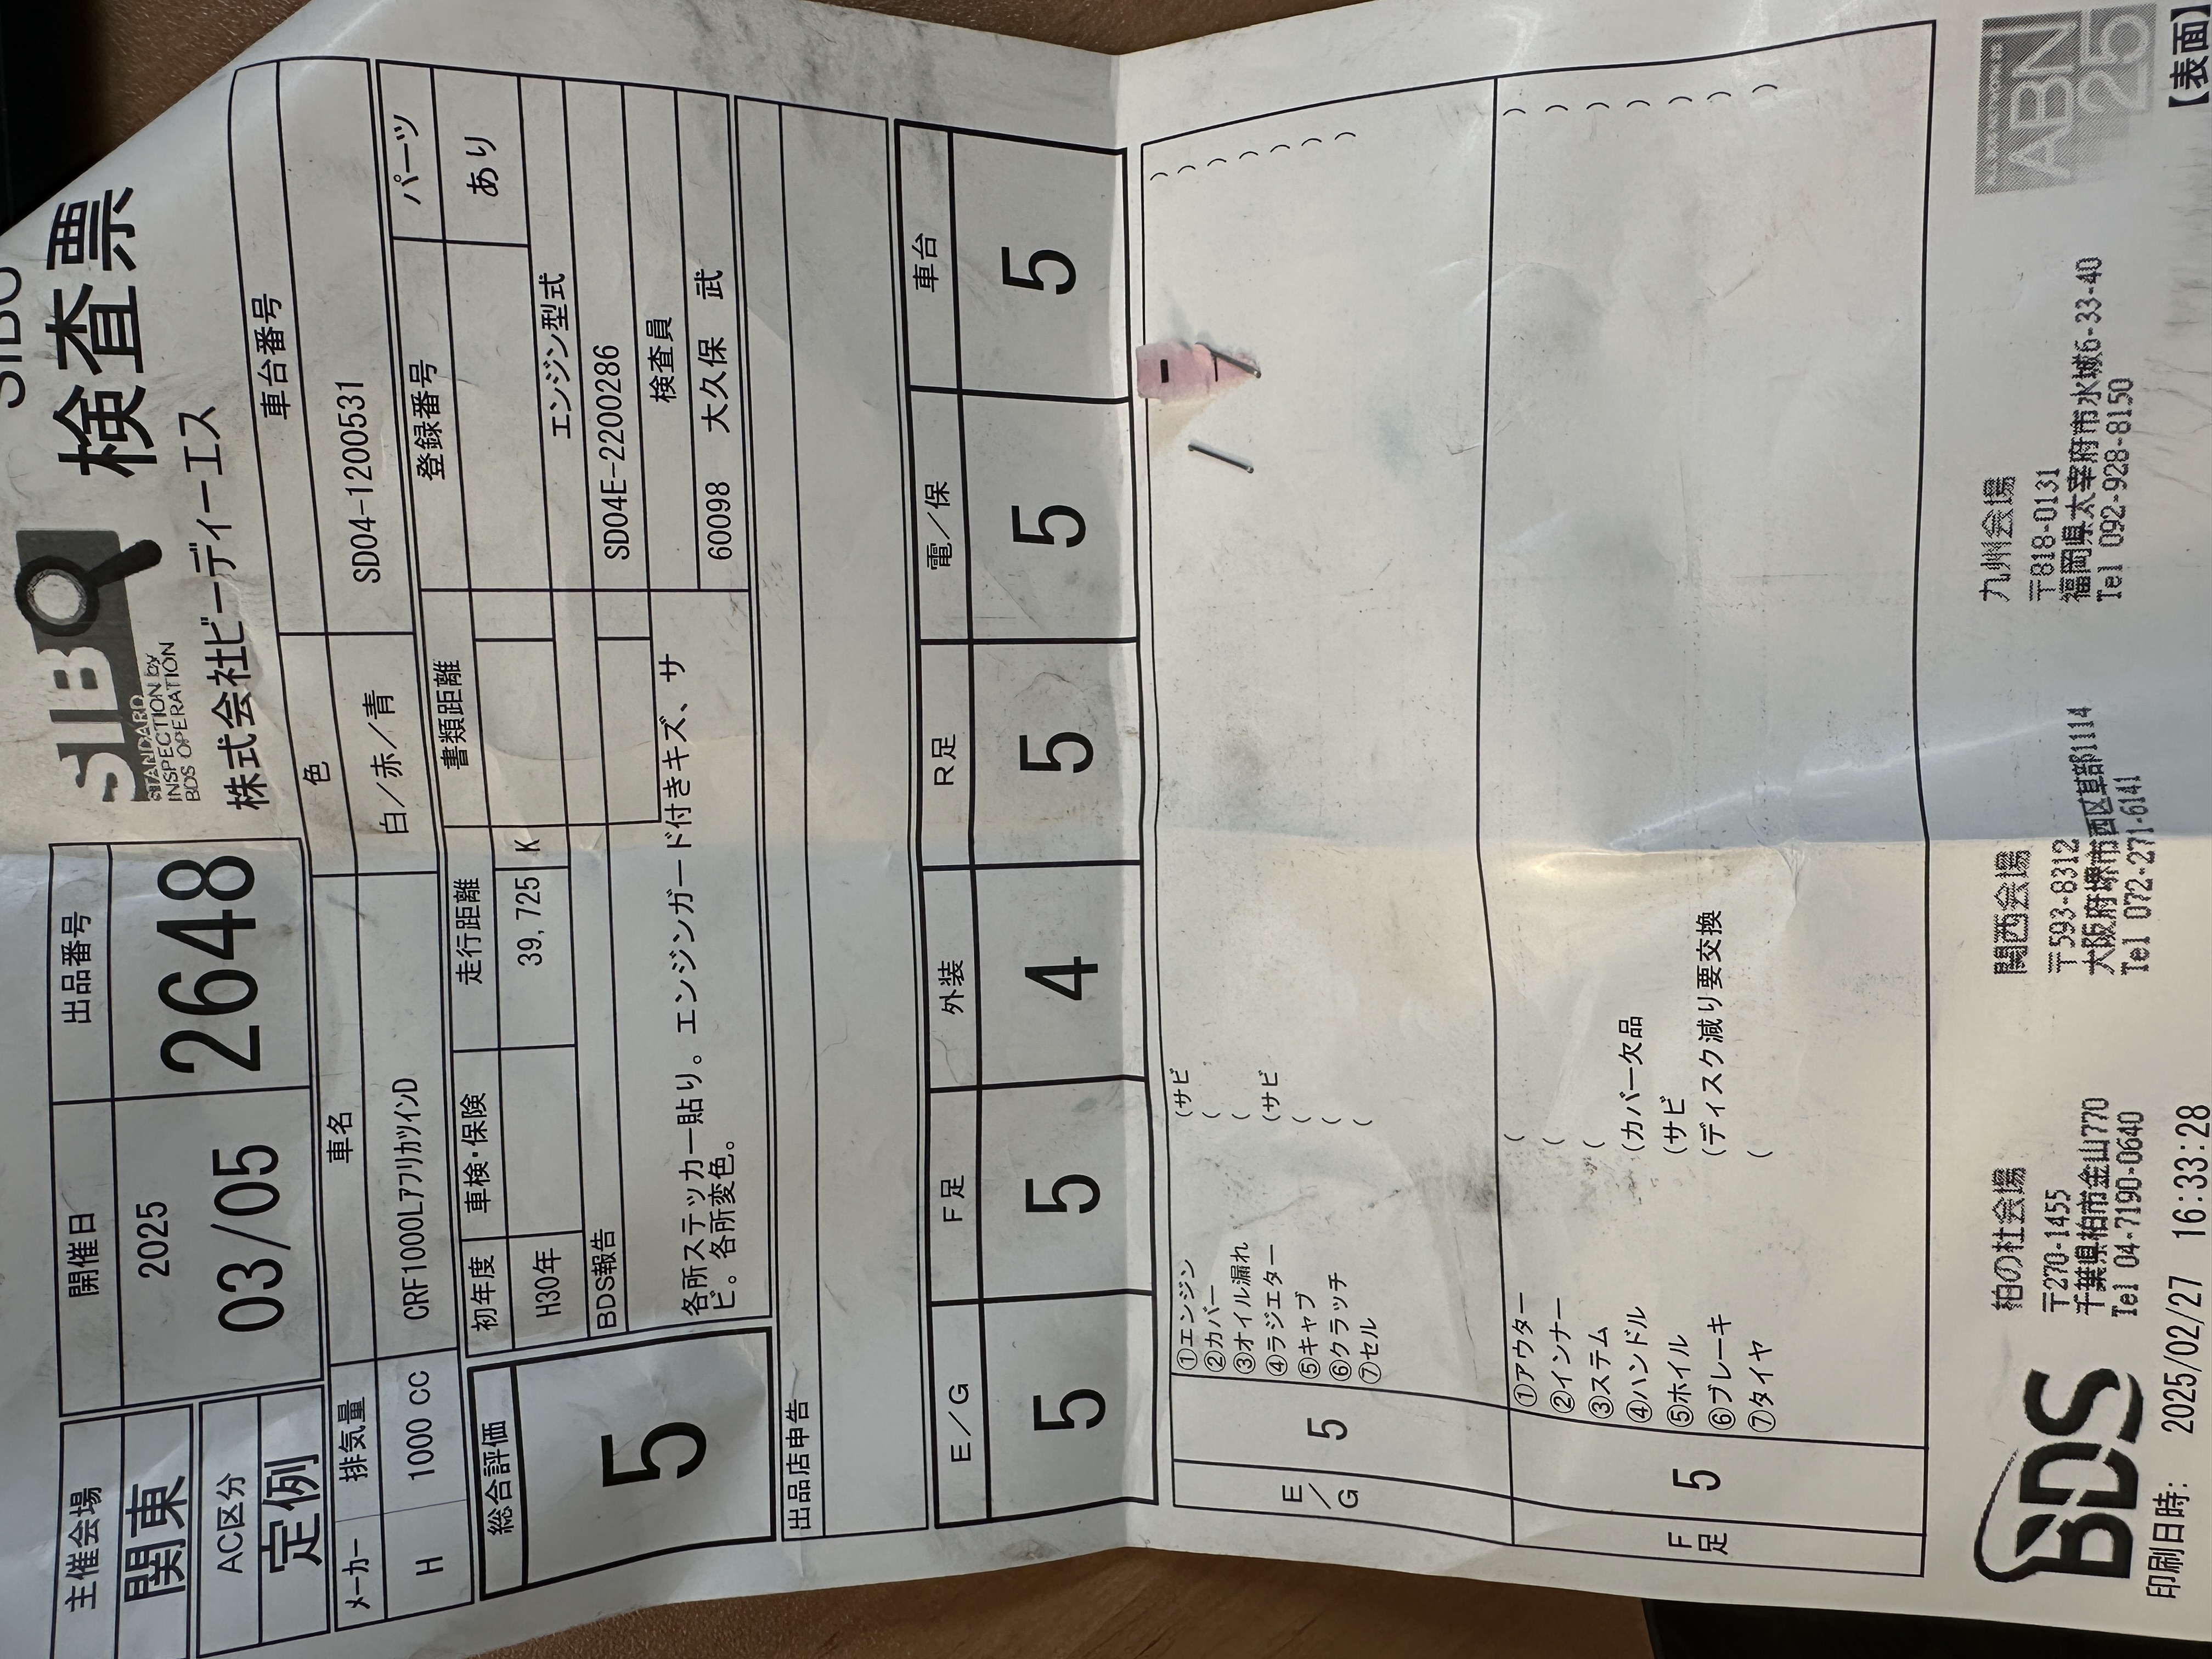 SIBO
STANDARD
INSPECTION by
BDS OPERATION
検査票
株式会社ビーディーエス
主催会場
関東
開催日
2025
03/05
出品番号
2648
AC区分
定例
メーカー
H
排気量
1000 CC
車名
CRF1000LアフリカツインD
色
白／赤／青
車台番号
SD04-1200531
初年度
H30年
車検・保険
走行距離
39,725 K
書類距離
登録番号
パーツ
あり
エンジン型式
SD04E-2200286
検査員
60098 大久保 武
総合評価
5
BDS報告
各所ステッカー貼り。エンジンガード付きキズ、サ
ビ。各所変色。
出品店申告
E／G F足 外装 R足 電／保 車台
5 5 4 5 5 5
E／G
5
①エンジン (サビ )
②カバー ( )
③オイル漏れ ( )
④ラジエター (サビ )
⑤キャブ ( )
⑥クラッチ ( )
⑦セル ( )
F足
5
①アウター ( )
②インナー ( )
③ステム ( )
④ハンドル (カバー欠品 )
⑤ホイル (サビ )
⑥ブレーキ (ディスク減り要交換 )
⑦タイヤ ( )
BDS
柏の杜会場
〒270-1455
千葉県柏市金山770
Tel 04-7190-0640
関西会場
〒593-8312
大阪府堺市西区草部1114
Tel 072-271-6141
九州会場
〒818-0131
福岡県太宰府市水城6-33-40
Tel 092-928-8150
ABN
25
印刷日時: 2025/02/27 16:33:28
【表面】